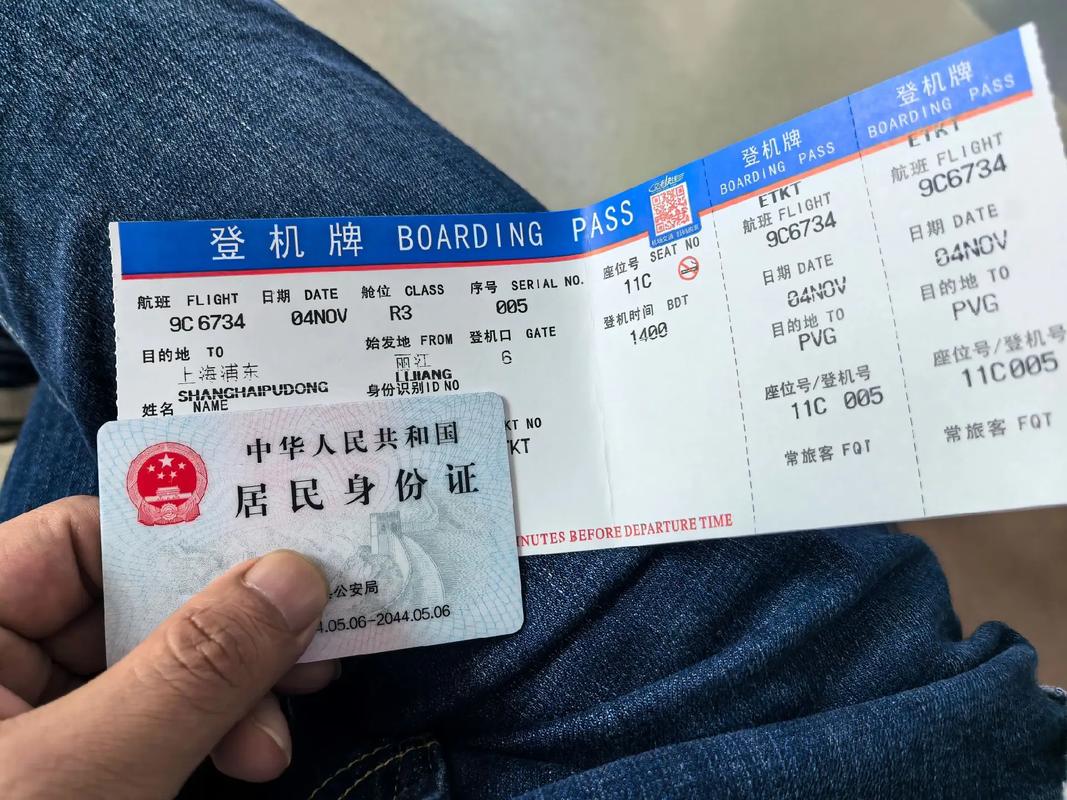 登机牌 BOARDING PASS
航班 FLIGHT 日期 DATE 舱位 CLASS 序号 SERIAL NO. 座位号 SEAT NO
9C6734 04NOV R3 005 11C
目的地 TO 始发地 FROM 登机口 GATE 登机时间 BDT
上海浦东 丽江 6 1400
SHANGHAIPUDONG LIJIANG
姓名 NAME 身份识别ID NO
KT NO
KT
INUTES BEFORE DEPARTURE TIME
登机牌
BOARDING PASS
ETKT
航班 FLIGHT
9C6734
日期 DATE
04NOV
目的地 TO
PVG
座位号/登机号
11C 005
常旅客 FQT
登机牌
BOARDING PASS
ETKT
航班 FLIGHT
9C6734
日期 DATE
04NOV
目的地 TO
PVG
座位号/登机号
11C005
常旅客 FQT
中华人民共和国
居民身份证
公安局
4.05.06-2044.05.06